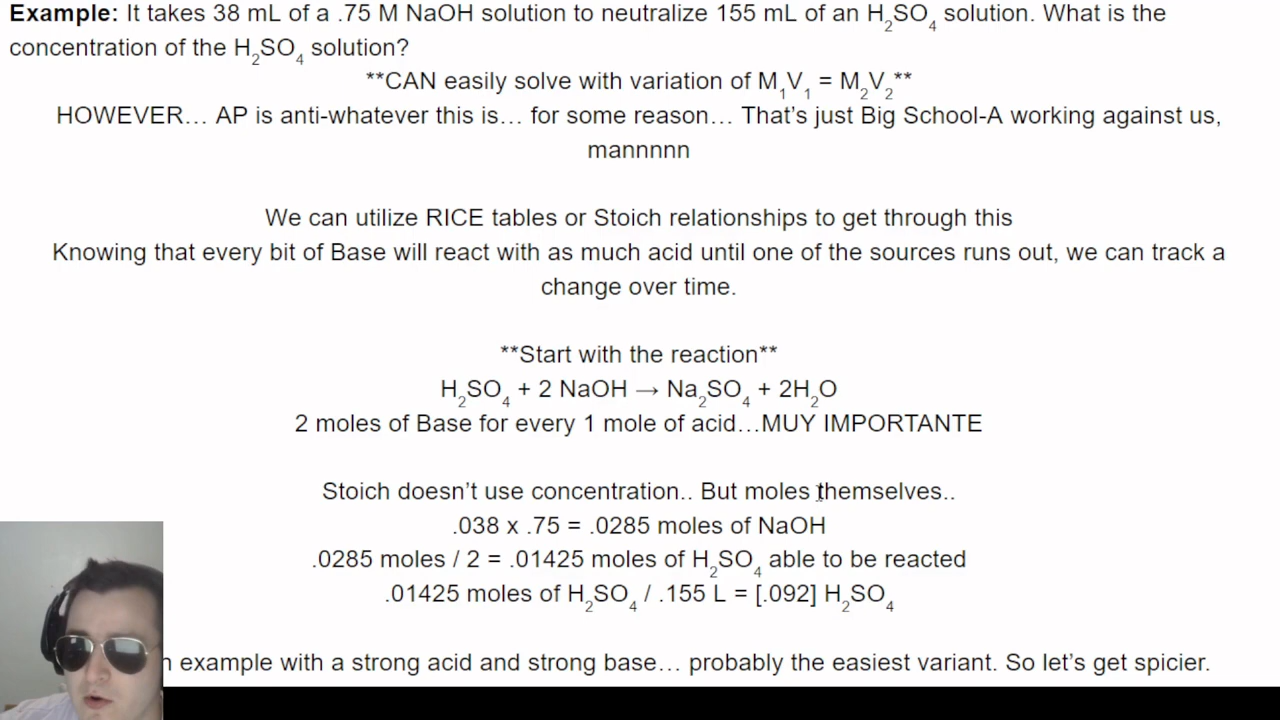 Example: It takes 38 mL of a .75 M NaOH solution to neutralize 155 mL of an H₂SO₄ solution. What is the
concentration of the H₂SO₄ solution?
**CAN easily solve with variation of M₁V₁ = M₂V₂**
HOWEVER… AP is anti-whatever this is… for some reason… That’s just Big School-A working against us,
mannnnn
We can utilize RICE tables or Stoich relationships to get through this
Knowing that every bit of Base will react with as much acid until one of the sources runs out, we can track a
change over time.
**Start with the reaction**
H₂SO₄ + 2 NaOH → Na₂SO₄ + 2H₂O
2 moles of Base for every 1 mole of acid…MUY IMPORTANTE
Stoich doesn’t use concentration.. But moles themselves..
.038 x .75 = .0285 moles of NaOH
.0285 moles / 2 = .01425 moles of H₂SO₄ able to be reacted
.01425 moles of H₂SO₄ / .155 L = [.092] H₂SO₄
example with a strong acid and strong base… probably the easiest variant. So let’s get spicier.